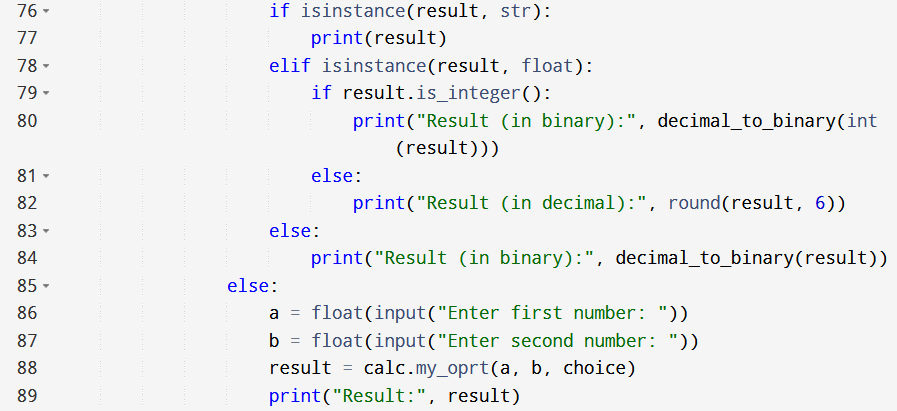 76 if isinstance(result, str):
77 print(result)
78 elif isinstance(result, float):
79 if result.is_integer():
80 print("Result (in binary):", decimal_to_binary(int
(result)))
81 else:
82 print("Result (in decimal):", round(result, 6))
83 else:
84 print("Result (in binary):", decimal_to_binary(result))
85 else:
86 a = float(input("Enter first number: "))
87 b = float(input("Enter second number: "))
88 result = calc.my_oprt(a, b, choice)
89 print("Result:", result)